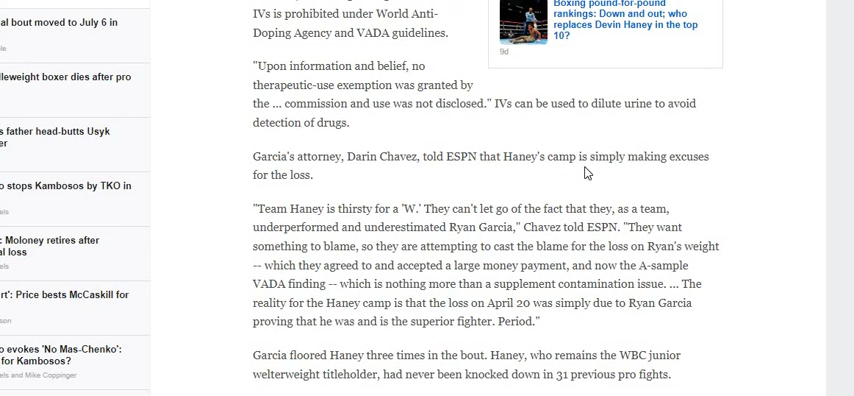 al bout moved to July 6 in
lleweight boxer dies after pro
s father head-butts Usyk
er
o stops Kambosos by TKO in
els
: Moloney retires after
al loss
els
rt': Price bests McCaskill for
son
o evokes 'No Mas-Chenko':
for Kambosos?
els and Mike Coppinger
IVs is prohibited under World Anti-
Doping Agency and VADA guidelines.
"Upon information and belief, no
therapeutic-use exemption was granted by
the ... commission and use was not disclosed." IVs can be used to dilute urine to avoid
detection of drugs.
Garcia's attorney, Darin Chavez, told ESPN that Haney's camp is simply making excuses
for the loss.
"Team Haney is thirsty for a 'W.' They can't let go of the fact that they, as a team,
underperformed and underestimated Ryan Garcia," Chavez told ESPN. "They want
something to blame, so they are attempting to cast the blame for the loss on Ryan's weight
-- which they agreed to and accepted a large money payment, and now the A-sample
VADA finding -- which is nothing more than a supplement contamination issue. ... The
reality for the Haney camp is that the loss on April 20 was simply due to Ryan Garcia
proving that he was and is the superior fighter. Period."
Garcia floored Haney three times in the bout. Haney, who remains the WBC junior
welterweight titleholder, had never been knocked down in 31 previous pro fights.
Boxing pound-for-pound
rankings: Down and out; who
replaces Devin Haney in the top
10?
9d